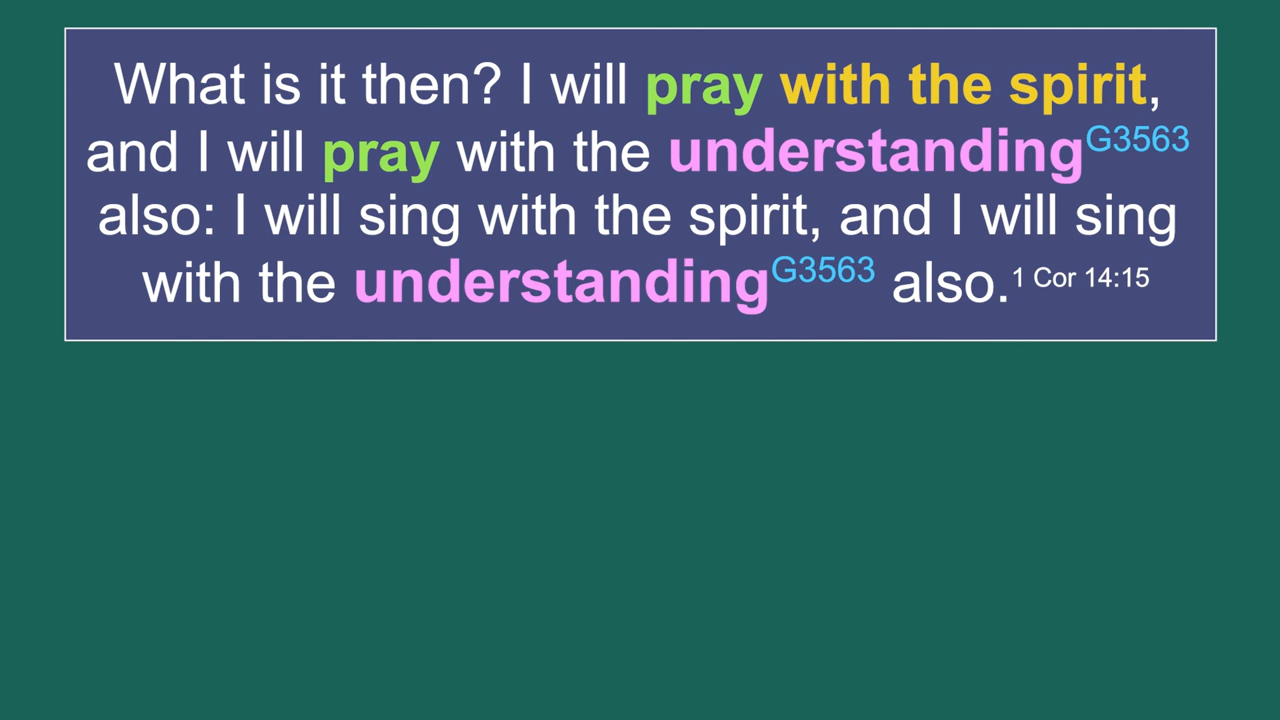 What is it then? I will pray with the spirit,
and I will pray with the understandingG3563
also: I will sing with the spirit, and I will sing
with the understandingG3563 also.1 Cor 14:15